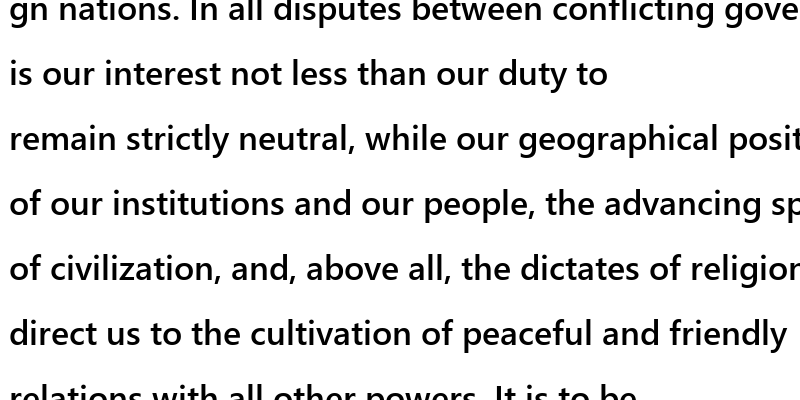 gn nations. In all disputes between conflicting gove
is our interest not less than our duty to
remain strictly neutral, while our geographical posit
of our institutions and our people, the advancing sp
of civilization, and, above all, the dictates of religion
direct us to the cultivation of peaceful and friendly
relations with all other powers. It is to be